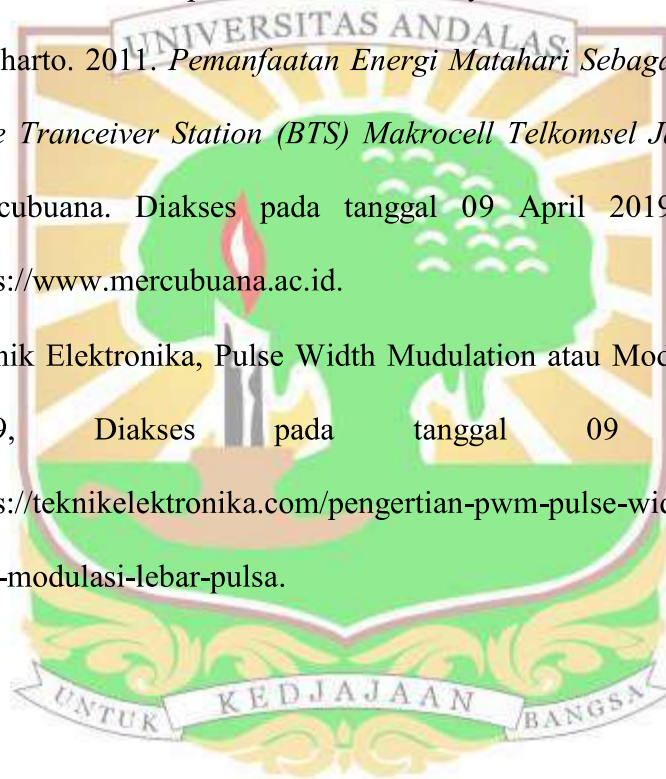 UNIVERSITAS ANDALAS
harto. 2011. Pemanfaatan Energi Matahari Sebaga
e Tranceiver Station (BTS) Makrocell Telkomsel J
cubuana. Diakses pada tanggal 09 April 2019
s://www.mercubuana.ac.id.
nik Elektronika, Pulse Width Mudulation atau Mod
9, Diakses pada tanggal 09
s://teknikelektronika.com/pengertian-pwm-pulse-wid
-modulasi-lebar-pulsa.
UNTUK KEDJAJAAN BANGSA